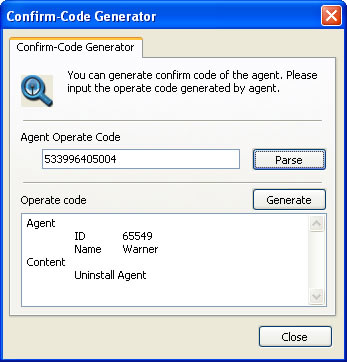 Confirm-Code Generator
Confirm-Code Generator
You can generate confirm code of the agent. Please
input the operate code generated by agent.
Agent Operate Code
533996405004 Parse
Operate code Generate
Agent
ID 65549
Name Warner
Content
Uninstall Agent
Close